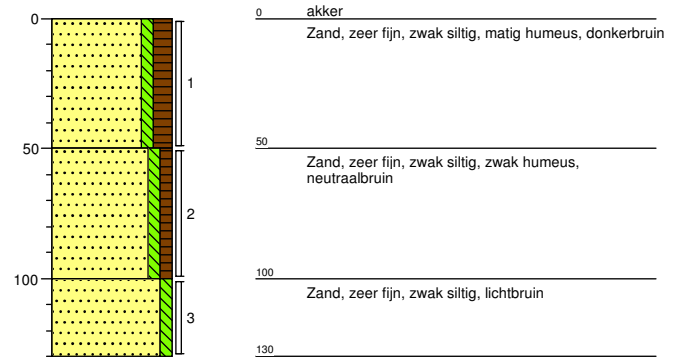 0
akker
0
Zand, zeer fijn, zwak siltig, matig humeus, donkerbruin
1
50
50
Zand, zeer fijn, zwak siltig, zwak humeus,
neutraalbruin
2
100
100
Zand, zeer fijn, zwak siltig, lichtbruin
3
130